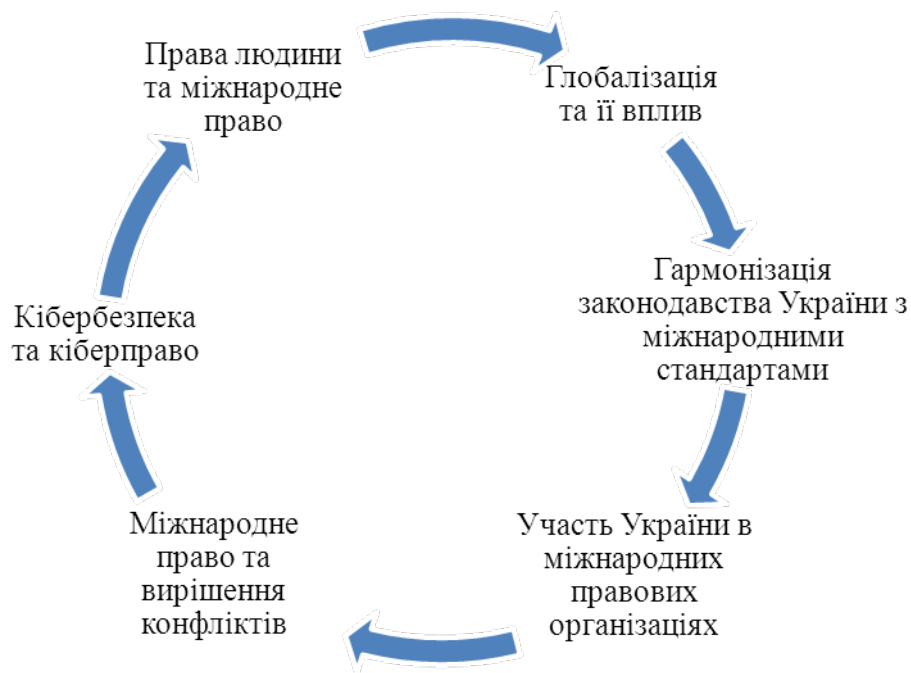 Права людини
та міжнародне
право
Глобалізація
та її вплив
Гармонізація
законодавства України з
міжнародними
стандартами
Участь України в
міжнародних
правових
організаціях
Міжнародне
право та
вирішення
конфліктів
Кібербезпека
та кіберправо